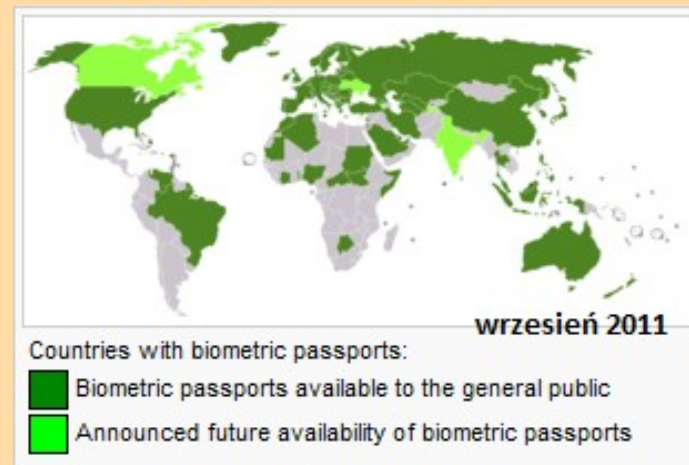 wrzesień 2011
Countries with biometric passports:
Biometric passports available to the general public
Announced future availability of biometric passports